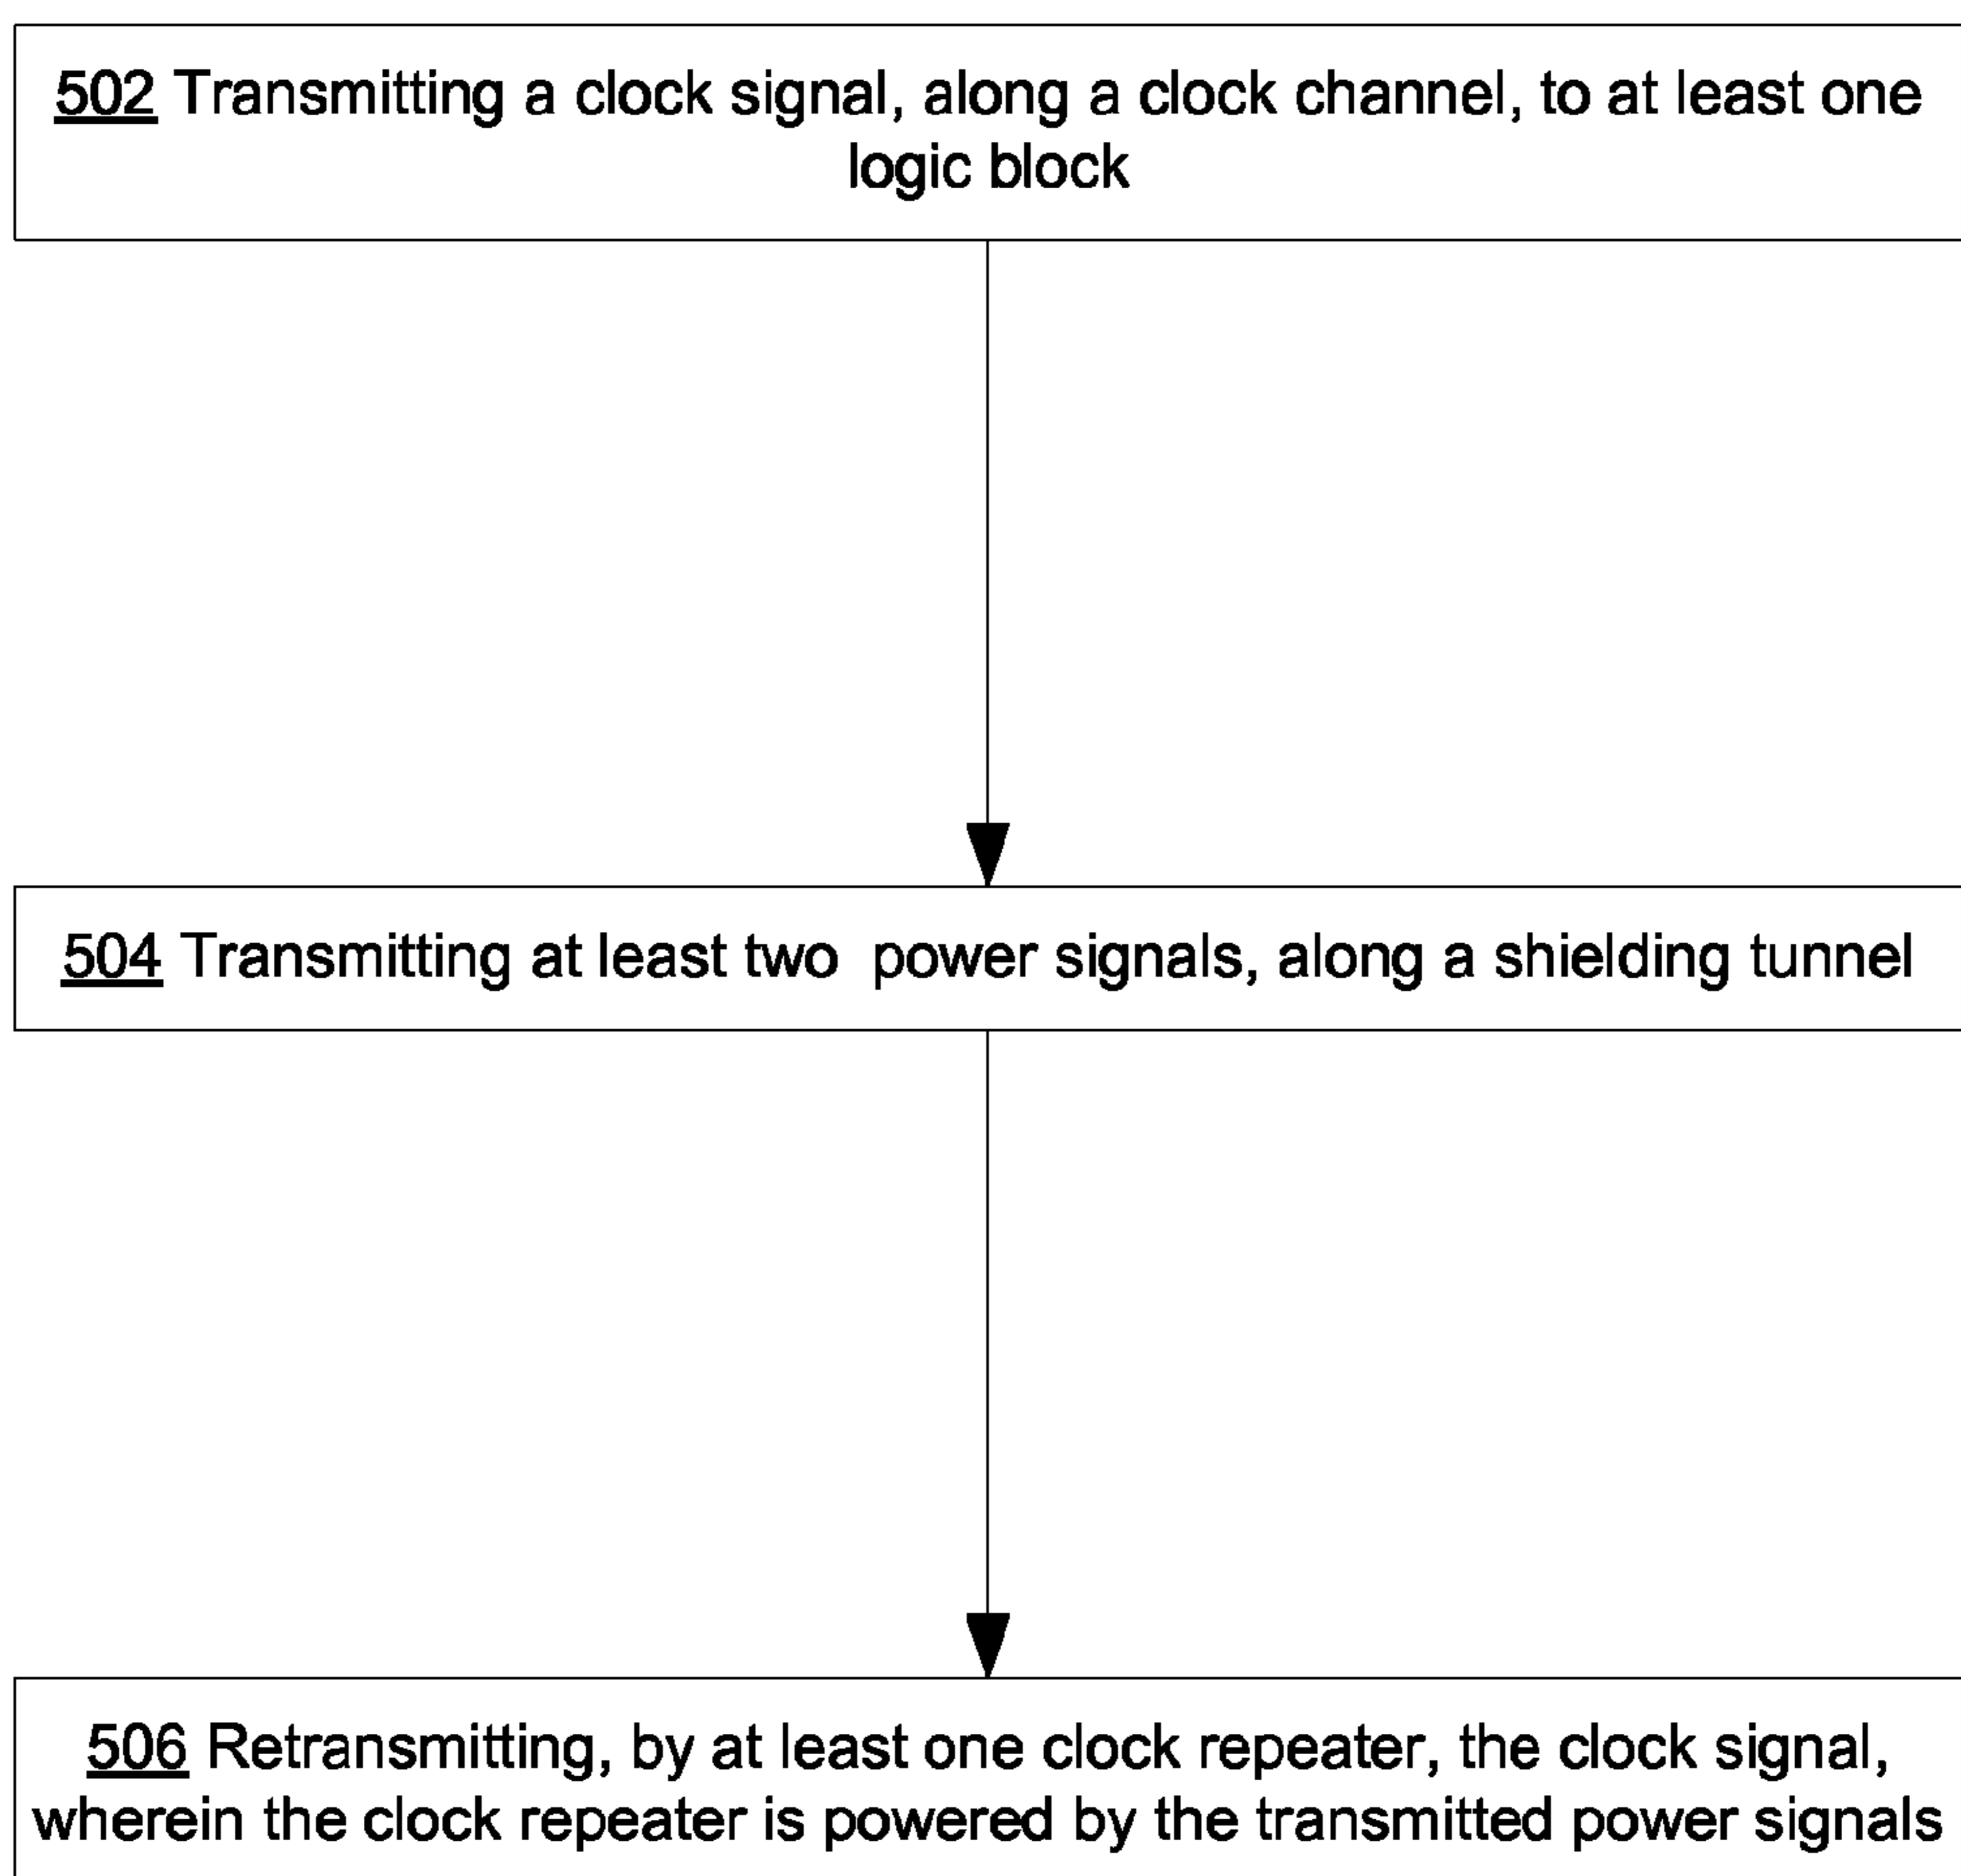 502 Transmitting a clock signal, along a clock channel, to at least one
logic block
504 Transmitting at least two  power signals, along a shielding tunnel
506 Retransmitting, by at least one clock repeater, the clock signal,
wherein the clock repeater is powered by the transmitted power signals